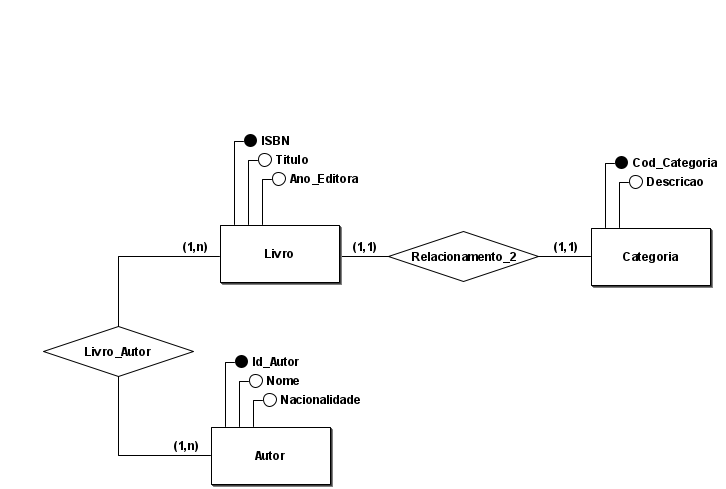 ISBN
Titulo
Ano_Editora
Cod_Categoria
Descricao
(1,n)
Livro
(1,1)
Relacionamento_2
(1,1)
Categoria
Livro_Autor
Id_Autor
Nome
Nacionalidade
(1,n)
Autor